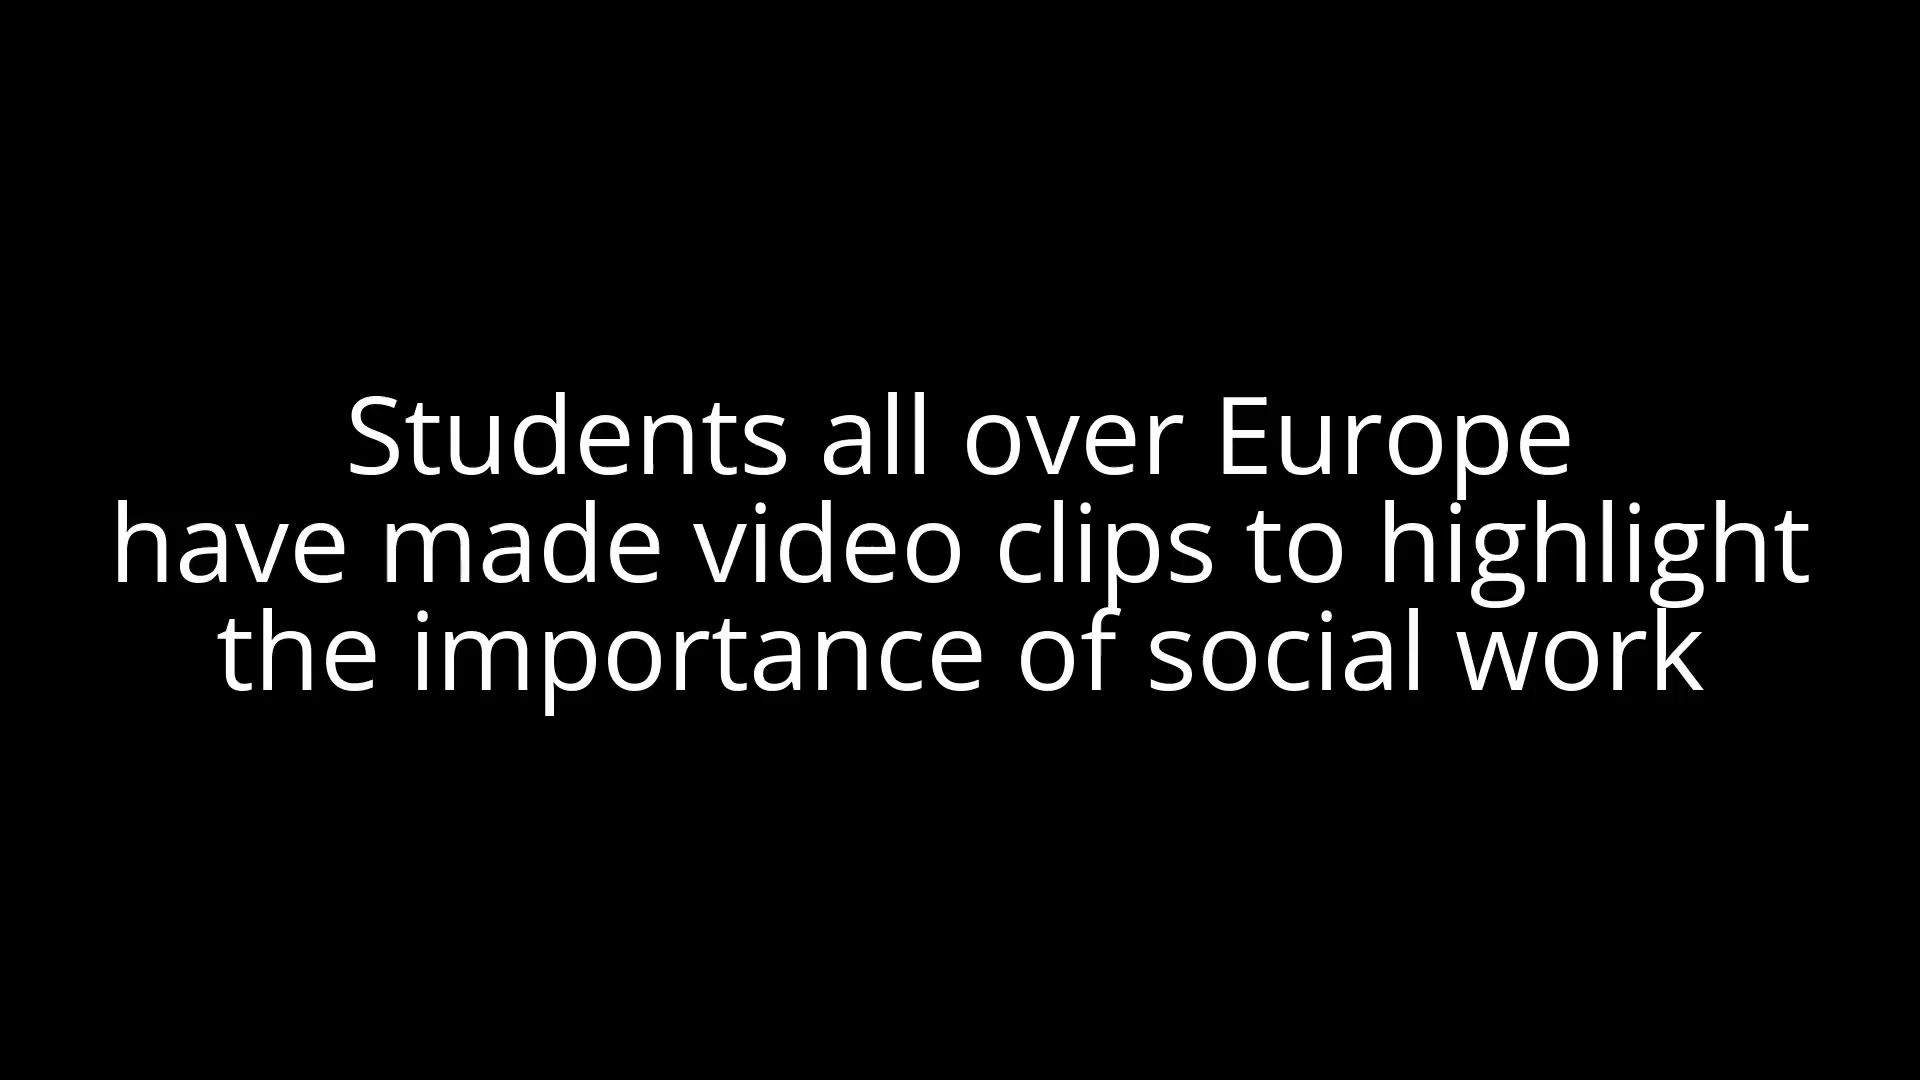 Students all over Europe
have made video clips to highlight
the importance of social work